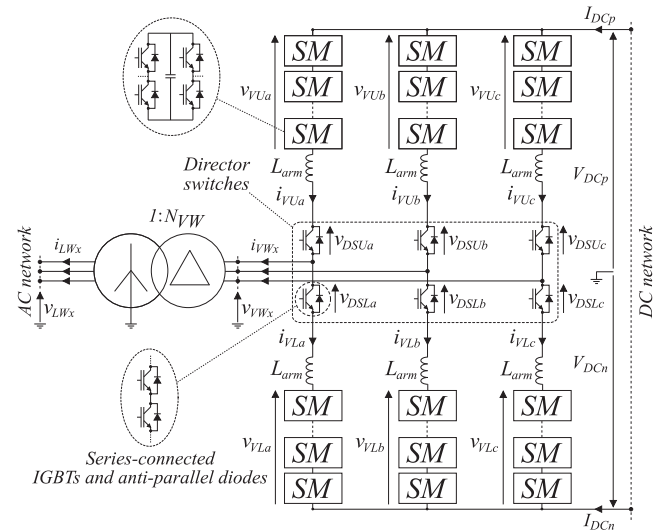 I_DCp
SM SM SM
v_VUa v_VUb v_VUc
SM SM SM
SM SM SM
Director
switches
L_arm L_arm L_arm
V_DCp
i_VUa i_VUb i_VUc
1:N_VW
AC network
i_LWx i_VWx
v_DSUa v_DSUb v_DSUc
DC network
v_LWx v_VWx
v_DSLa v_DSLb v_DSLc
i_VLa i_VLb i_VLc
V_DCn
L_arm L_arm L_arm
SM SM SM
v_VLa v_VLb v_VLc
SM SM SM
SM SM SM
Series-connected
IGBTs and anti-parallel diodes
I_DCn